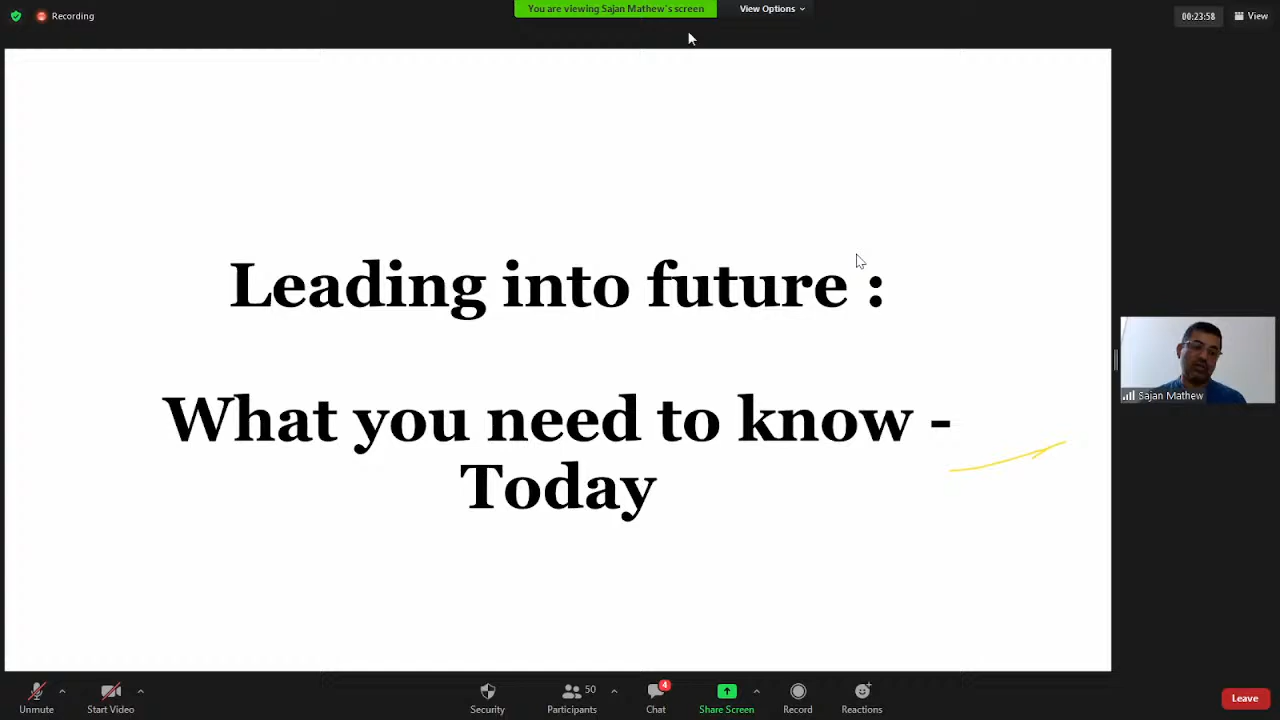 Recording
You are viewing Sajan Mathew's screen
View Options
00:23:58
View
Leading into future :
What you need to know -
Today
Sajan Mathew
Unmute
Start Video
Security
50
Participants
4
Chat
Share Screen
Record
Reactions
Leave